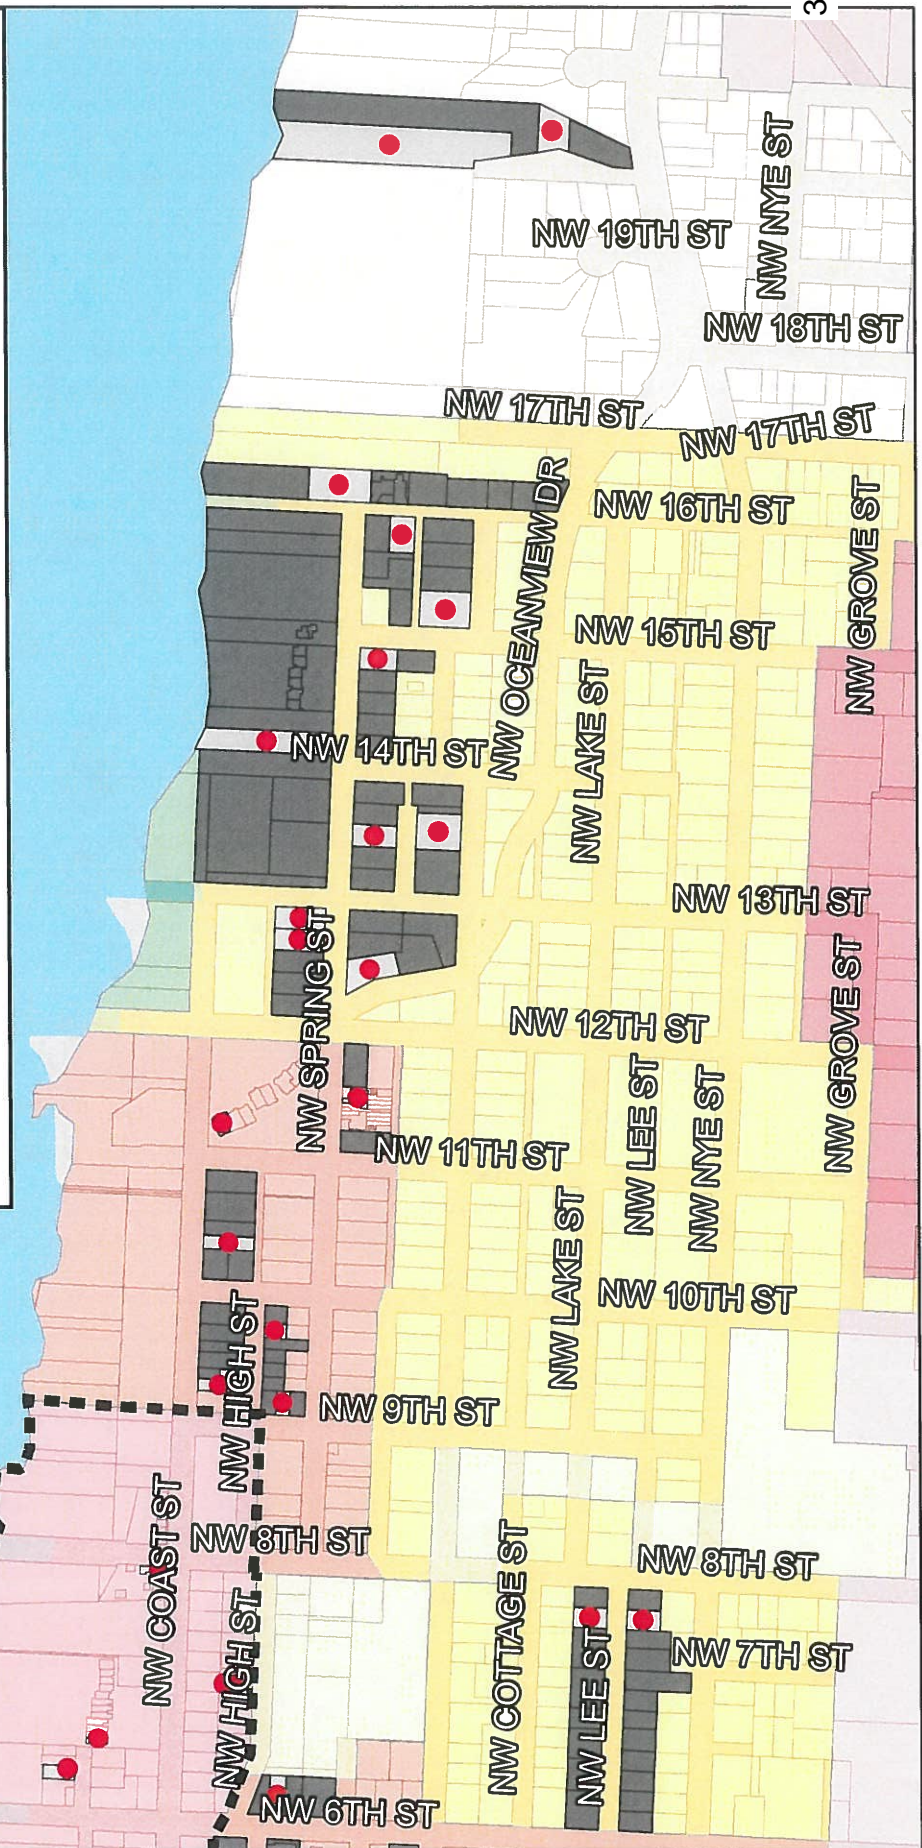 3
NW NYE ST
NW 19TH ST
NW 18TH ST
NW 17TH ST
NW 17TH ST
NW OCEANVIEW DR
NW 16TH ST
NW GROVE ST
NW 15TH ST
NW LAKE ST
NW 14TH ST
NW 13TH ST
NW SPRING ST
NW GROVE ST
NW 12TH ST
NW LEE ST
NW NYE ST
NW 11TH ST
NW LAKE ST
NW 10TH ST
NW HIGH ST
NW 9TH ST
NW COAST ST
NW 8TH ST
NW COTTAGE ST
NW 8TH ST
NW HIGH ST
NW LEE ST
NW 7TH ST
NW 6TH ST